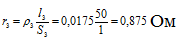 r₃ = ρ₃ l₃/S₃ = 0,0175 50/1 = 0,875 Ом